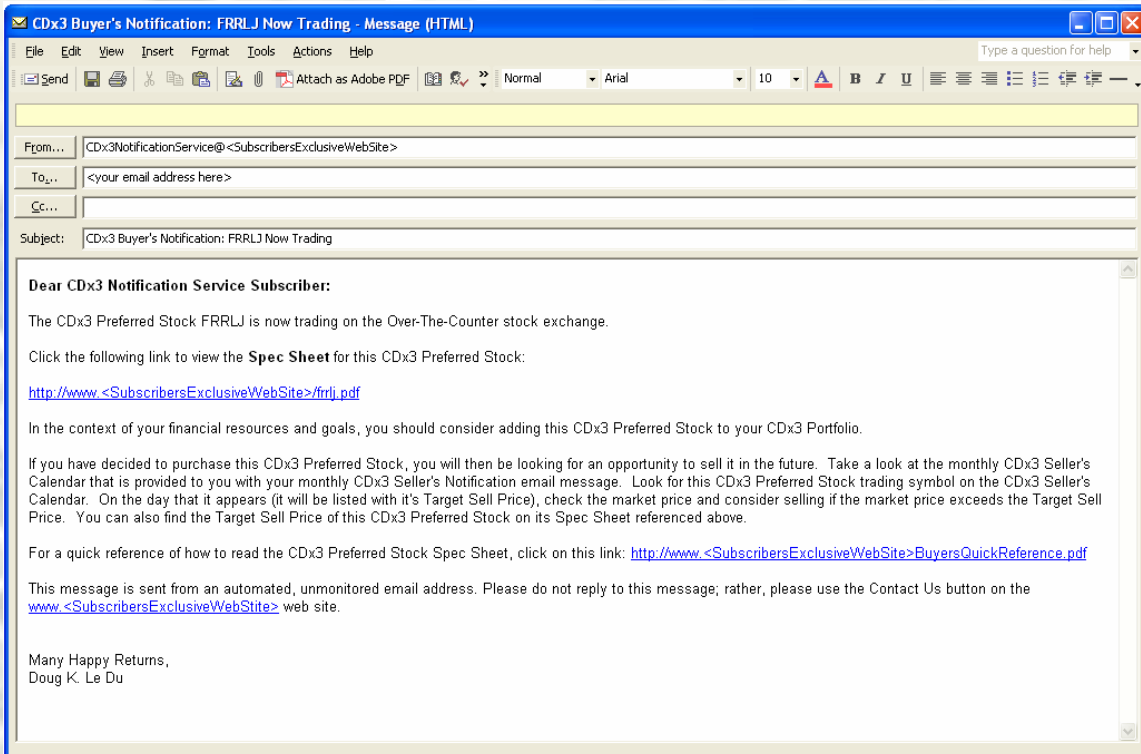 CDx3 Buyer's Notification: FRRLJ Now Trading - Message (HTML)
File Edit View Insert Format Tools Actions Help
Type a question for help
Send
Attach as Adobe PDF
Normal
Arial
10
A B I U
From...
CDx3NotificationService@<SubscribersExclusiveWebSite>
To...
<your email address here>
Cc...
Subject:
CDx3 Buyer's Notification: FRRLJ Now Trading
Dear CDx3 Notification Service Subscriber:
The CDx3 Preferred Stock FRRLJ is now trading on the Over-The-Counter stock exchange.
Click the following link to view the Spec Sheet for this CDx3 Preferred Stock:
http://www.<SubscribersExclusiveWebSite>/frrlj.pdf
In the context of your financial resources and goals, you should consider adding this CDx3 Preferred Stock to your CDx3 Portfolio.
If you have decided to purchase this CDx3 Preferred Stock, you will then be looking for an opportunity to sell it in the future. Take a look at the monthly CDx3 Seller's
Calendar that is provided to you with your monthly CDx3 Seller's Notification email message. Look for this CDx3 Preferred Stock trading symbol on the CDx3 Seller's
Calendar. On the day that it appears (it will be listed with it's Target Sell Price), check the market price and consider selling if the market price exceeds the Target Sell
Price. You can also find the Target Sell Price of this CDx3 Preferred Stock on its Spec Sheet referenced above.
For a quick reference of how to read the CDx3 Preferred Stock Spec Sheet, click on this link: http://www.<SubscribersExclusiveWebSite>BuyersQuickReference.pdf
This message is sent from an automated, unmonitored email address. Please do not reply to this message; rather, please use the Contact Us button on the
www.<SubscribersExclusiveWebStite> web site.
Many Happy Returns,
Doug K. Le Du